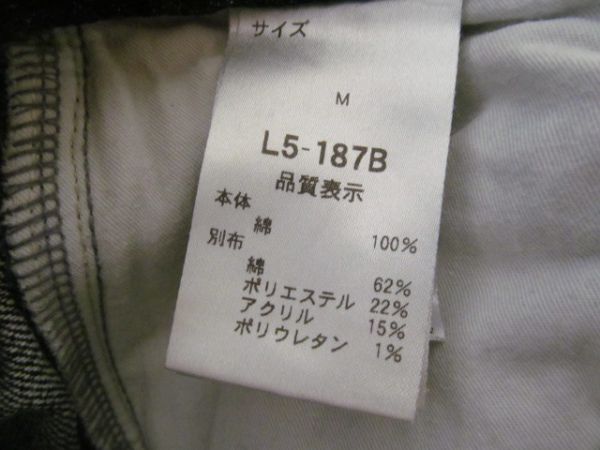 サイズ
M
L5-187B
品質表示
本体
綿 100%
別布
綿 62%
ポリエステル 22%
アクリル 15%
ポリウレタン 1%